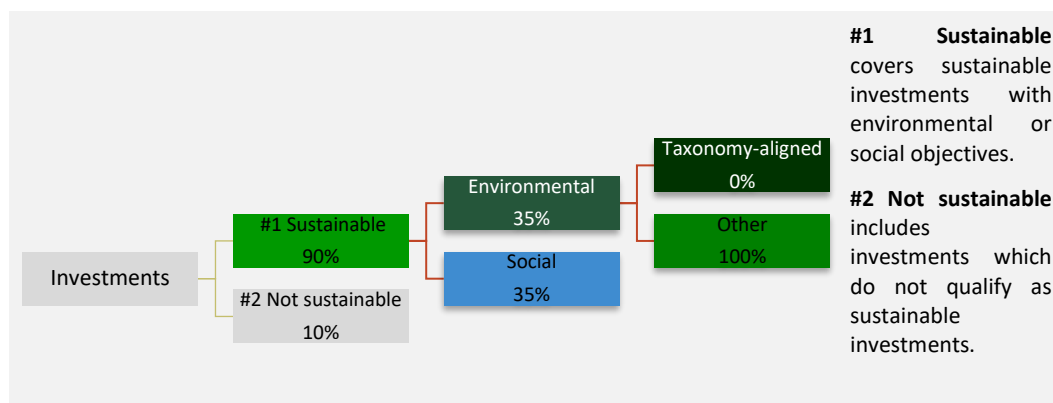 Investments
#1 Sustainable
90%
#2 Not sustainable
10%
Environmental
35%
Social
35%
Taxonomy-aligned
0%
Other
100%
#1 Sustainable
covers sustainable
investments with
environmental or
social objectives.
#2 Not sustainable
includes
investments which
do not qualify as
sustainable
investments.